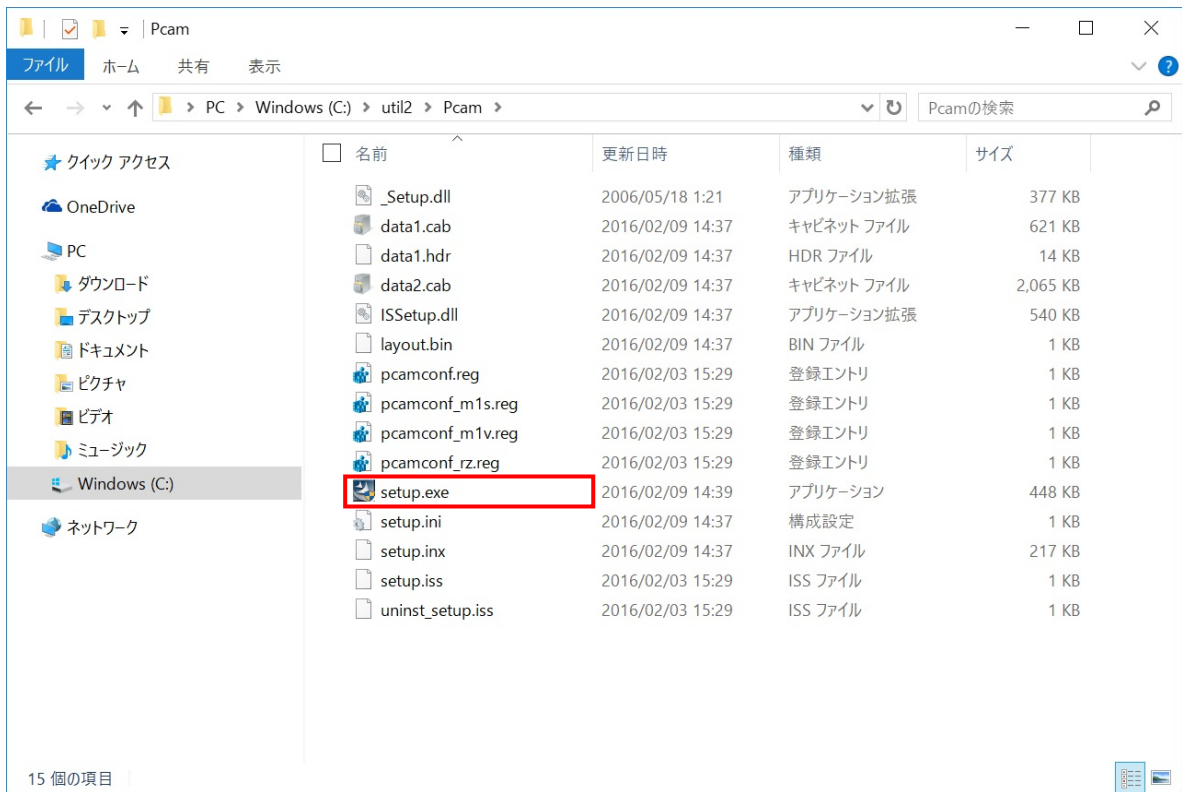 Pcam
ファイル ホーム 共有 表示
PC Windows (C:) util2 Pcam Pcamの検索
クイック アクセス
OneDrive
PC
ダウンロード
デスクトップ
ドキュメント
ピクチャ
ビデオ
ミュージック
Windows (C:)
ネットワーク
名前 更新日時 種類 サイズ
_Setup.dll 2006/05/18 1:21 アプリケーション拡張 377 KB
data1.cab 2016/02/09 14:37 キャビネット ファイル 621 KB
data1.hdr 2016/02/09 14:37 HDR ファイル 14 KB
data2.cab 2016/02/09 14:37 キャビネット ファイル 2,065 KB
ISSetup.dll 2016/02/09 14:37 アプリケーション拡張 540 KB
layout.bin 2016/02/09 14:37 BIN ファイル 1 KB
pcamconf.reg 2016/02/03 15:29 登録エントリ 1 KB
pcamconf_m1s.reg 2016/02/03 15:29 登録エントリ 1 KB
pcamconf_m1v.reg 2016/02/03 15:29 登録エントリ 1 KB
pcamconf_rz.reg 2016/02/03 15:29 登録エントリ 1 KB
setup.exe 2016/02/09 14:39 アプリケーション 448 KB
setup.ini 2016/02/09 14:37 構成設定 1 KB
setup.inx 2016/02/09 14:37 INX ファイル 217 KB
setup.iss 2016/02/03 15:29 ISS ファイル 1 KB
uninst_setup.iss 2016/02/03 15:29 ISS ファイル 1 KB
15 個の項目